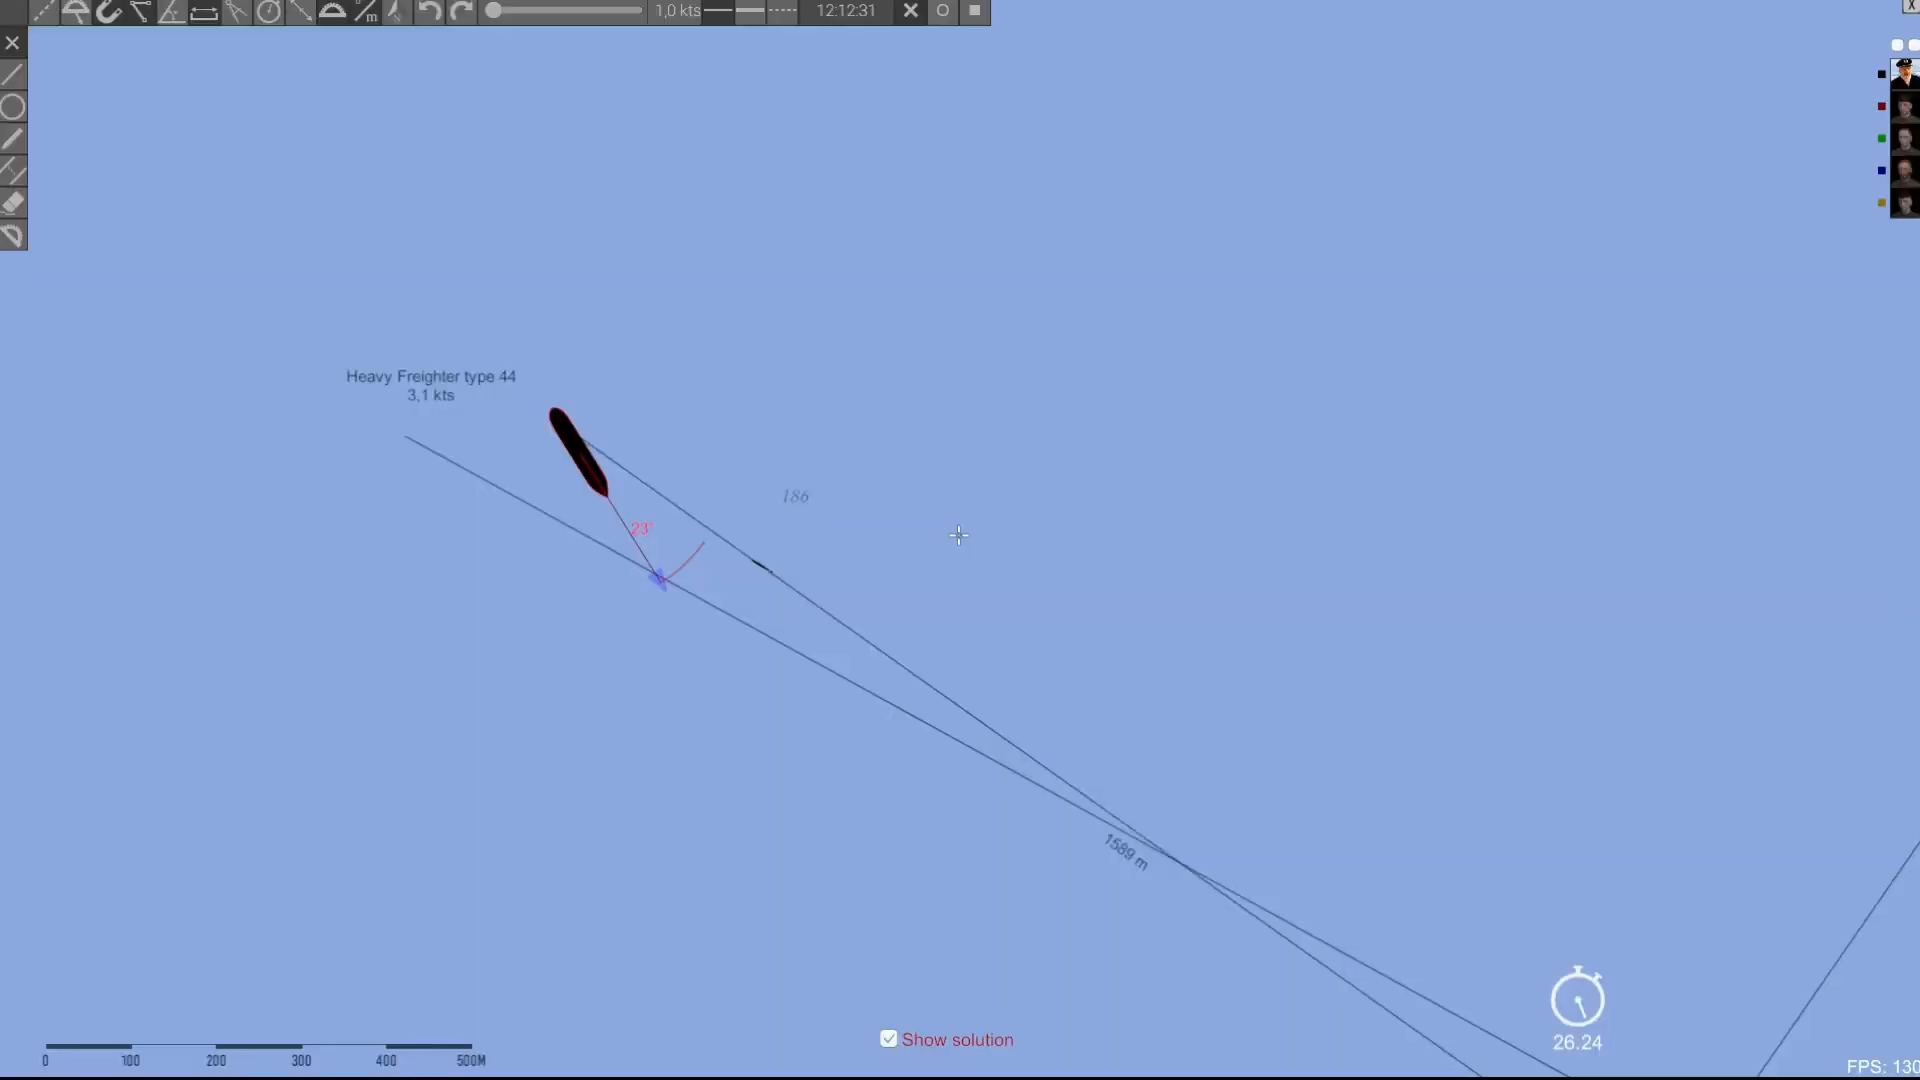 m
N
1,0 kts
12:12:31
X
Heavy Freighter type 44
3,1 kts
186
23°
1589 m
0 100 200 300 400 500M
Show solution
26.24
FPS: 130